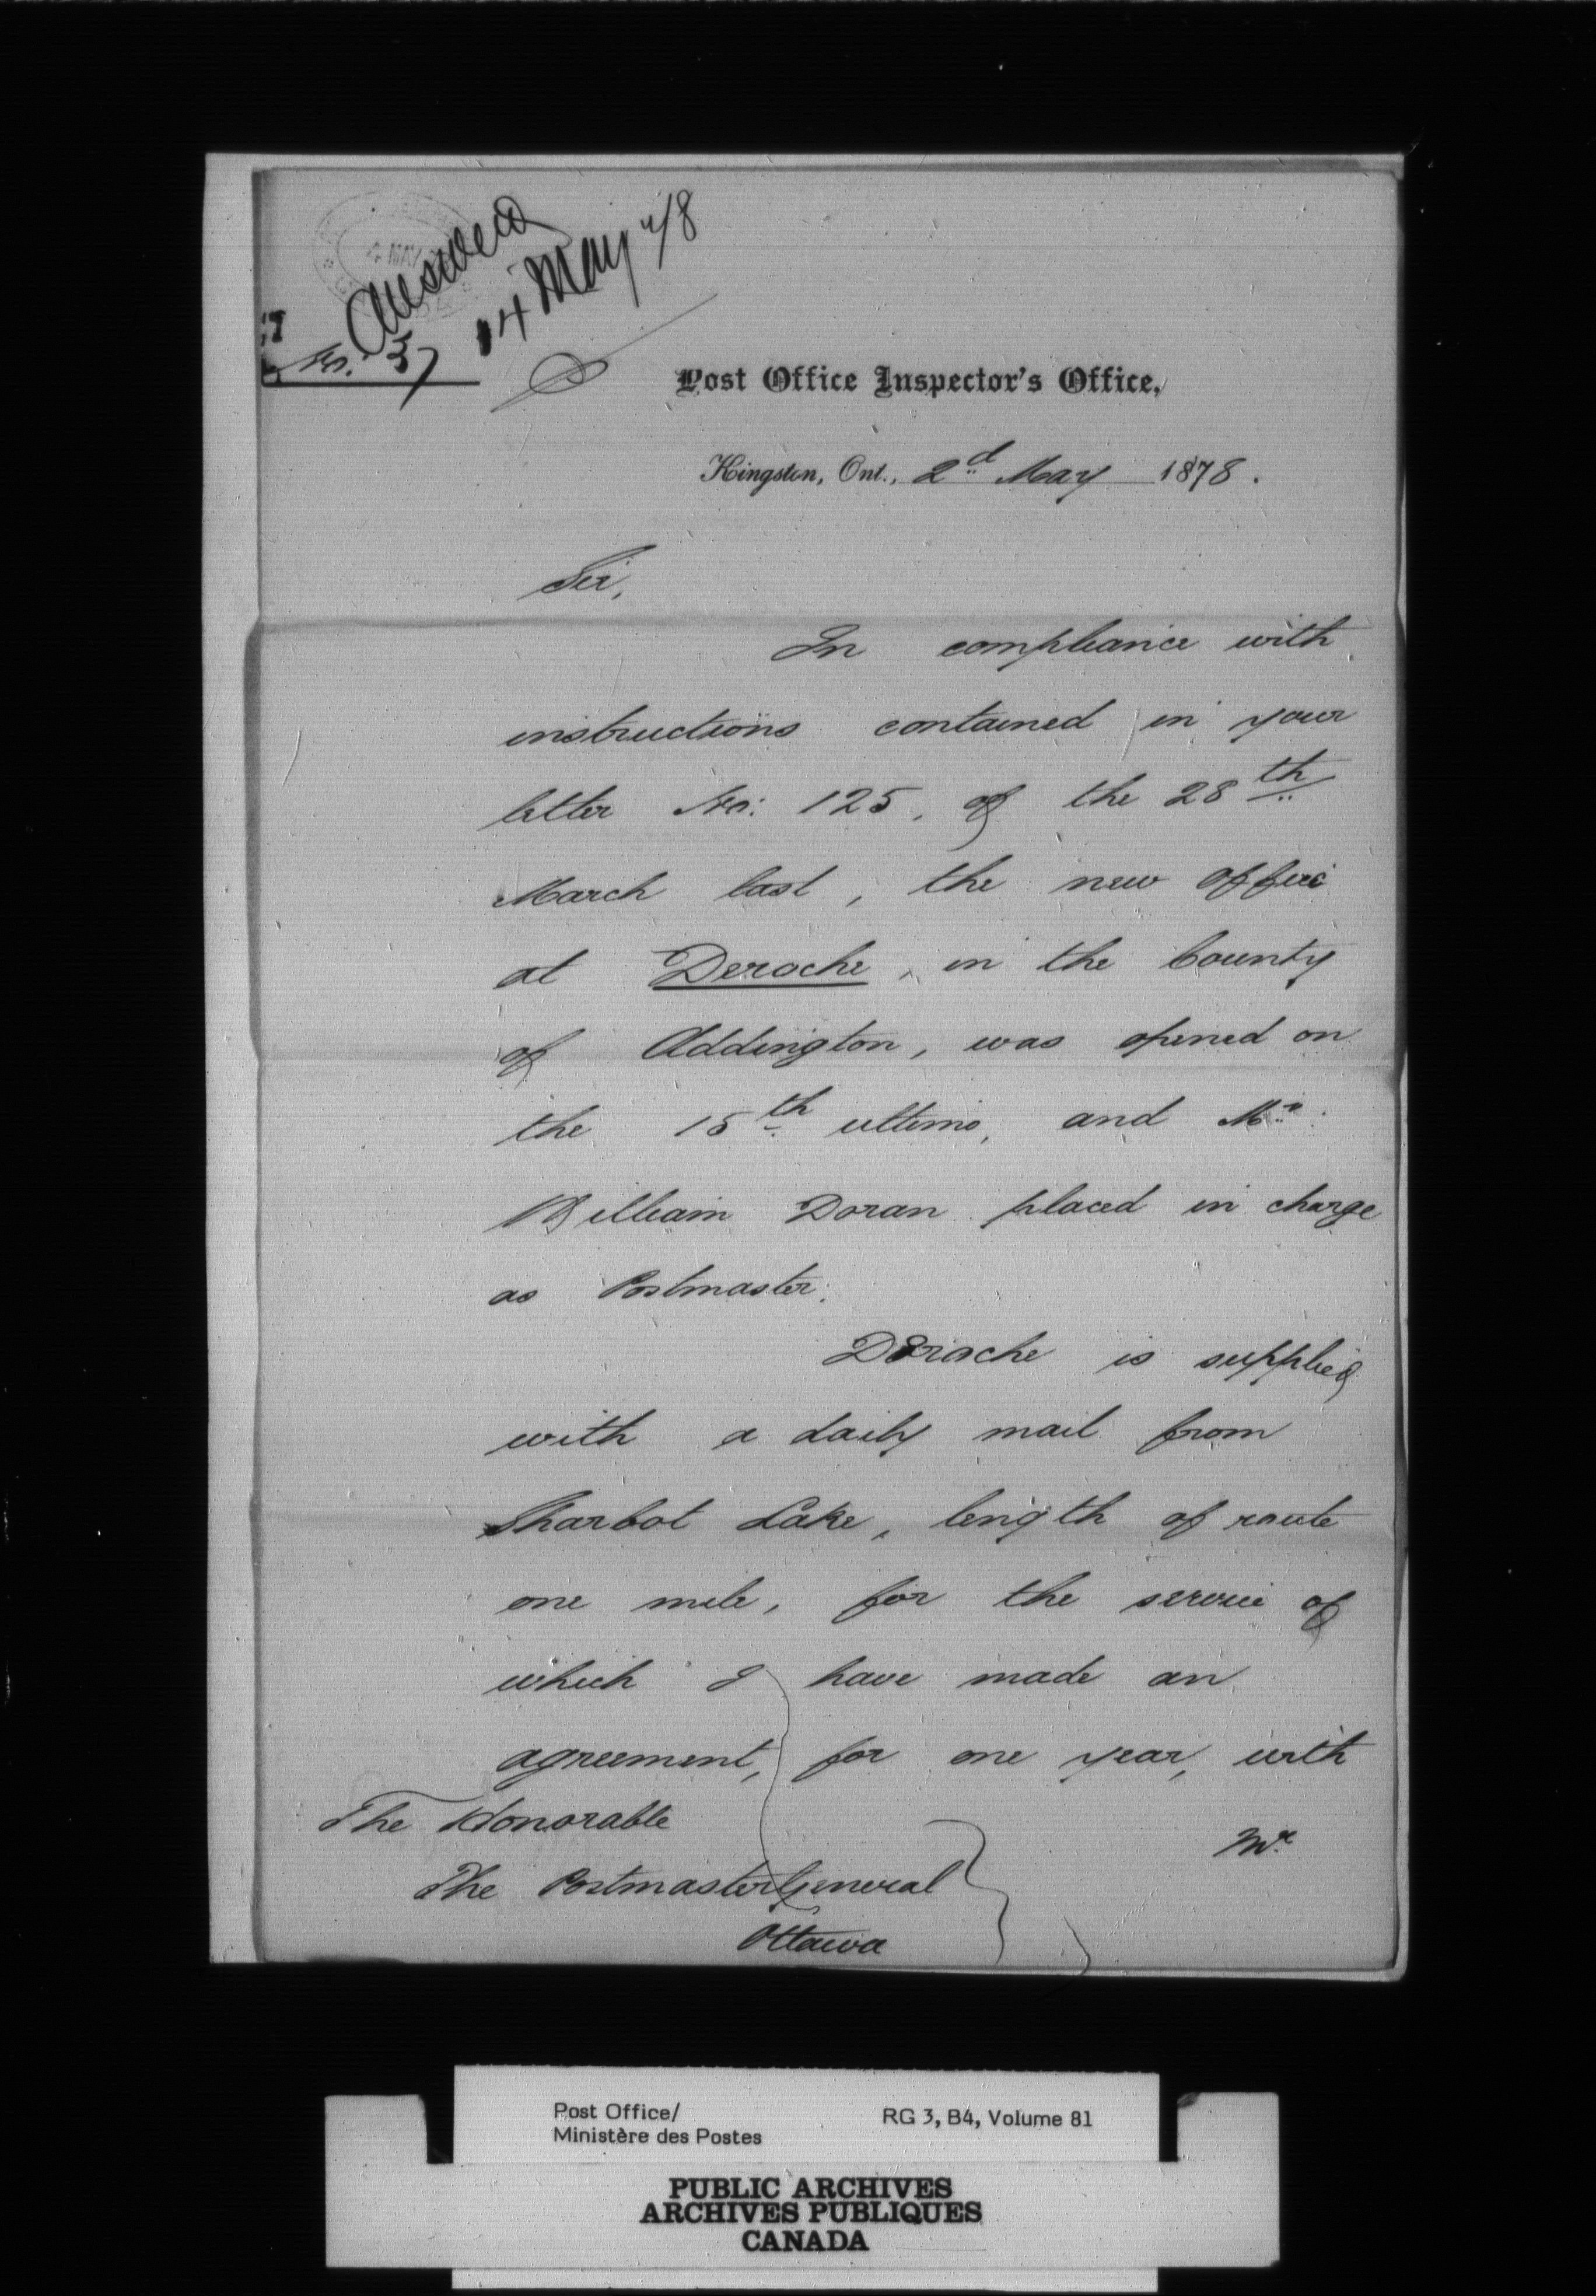 Answered
14 May 78
No: 37
Post Office Inspector's Office,
Kingston, Ont., 2d May 1878.
Sir,
In compliance with
instructions contained in your
letter No: 125, of the 28th
March last, the new office
at Deroche, in the County
of Addington, was opened on
the 15th ultimo, and Mr.
William Doran placed in charge
as Postmaster.
Deroche is supplied
with a daily mail from
Sharbot Lake, length of route
one mile, for the service of
which I have made an
agreement, for one year, with
Mr
The Honorable
The Postmaster General
Ottawa
Post Office/
Ministère des Postes
RG 3, B4, Volume 81
PUBLIC ARCHIVES
ARCHIVES PUBLIQUES
CANADA